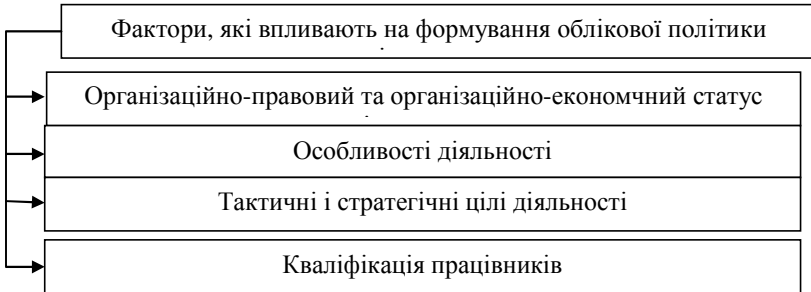 Фактори, які впливають на формування облікової політики
Організаційно-правовий та організаційно-економчний статус
Особливості діяльності
Тактичні і стратегічні цілі діяльності
Кваліфікація працівників